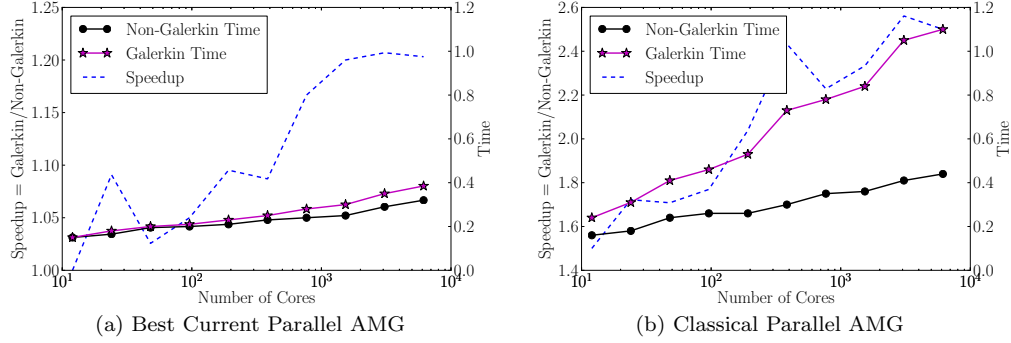 1.25
1.20
1.15
1.10
1.05
1.00
Speedup = Galerkin/Non-Galerkin
Non-Galerkin Time
Galerkin Time
Speedup
1.2
1.0
0.8
0.6
0.4
0.2
0.0
Time
10^1
10^2
10^3
10^4
Number of Cores
(a) Best Current Parallel AMG
2.6
2.4
2.2
2.0
1.8
1.6
1.4
Speedup = Galerkin/Non-Galerkin
Non-Galerkin Time
Galerkin Time
Speedup
1.2
1.0
0.8
0.6
0.4
0.2
0.0
Time
10^1
10^2
10^3
10^4
Number of Cores
(b) Classical Parallel AMG